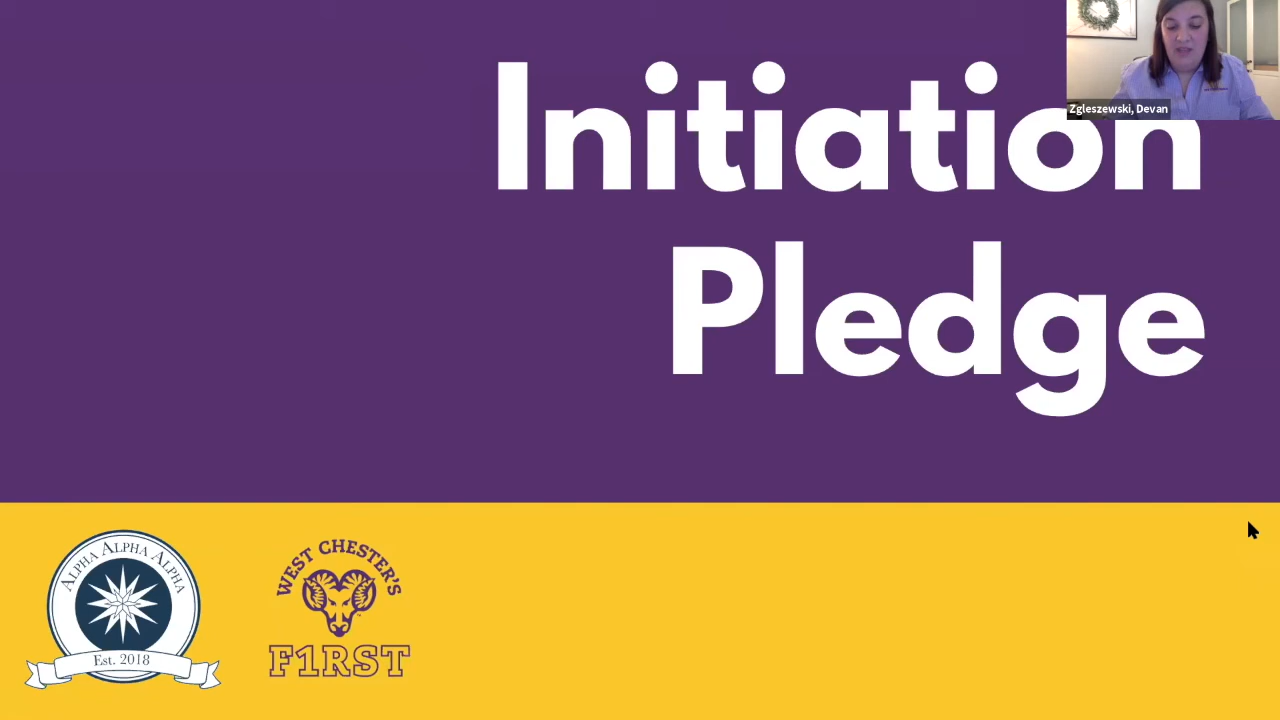 Initiation
Pledge
Zgleszewski, Devan
ALPHA ALPHA ALPHA
Est. 2018
WEST CHESTER'S
F1RST